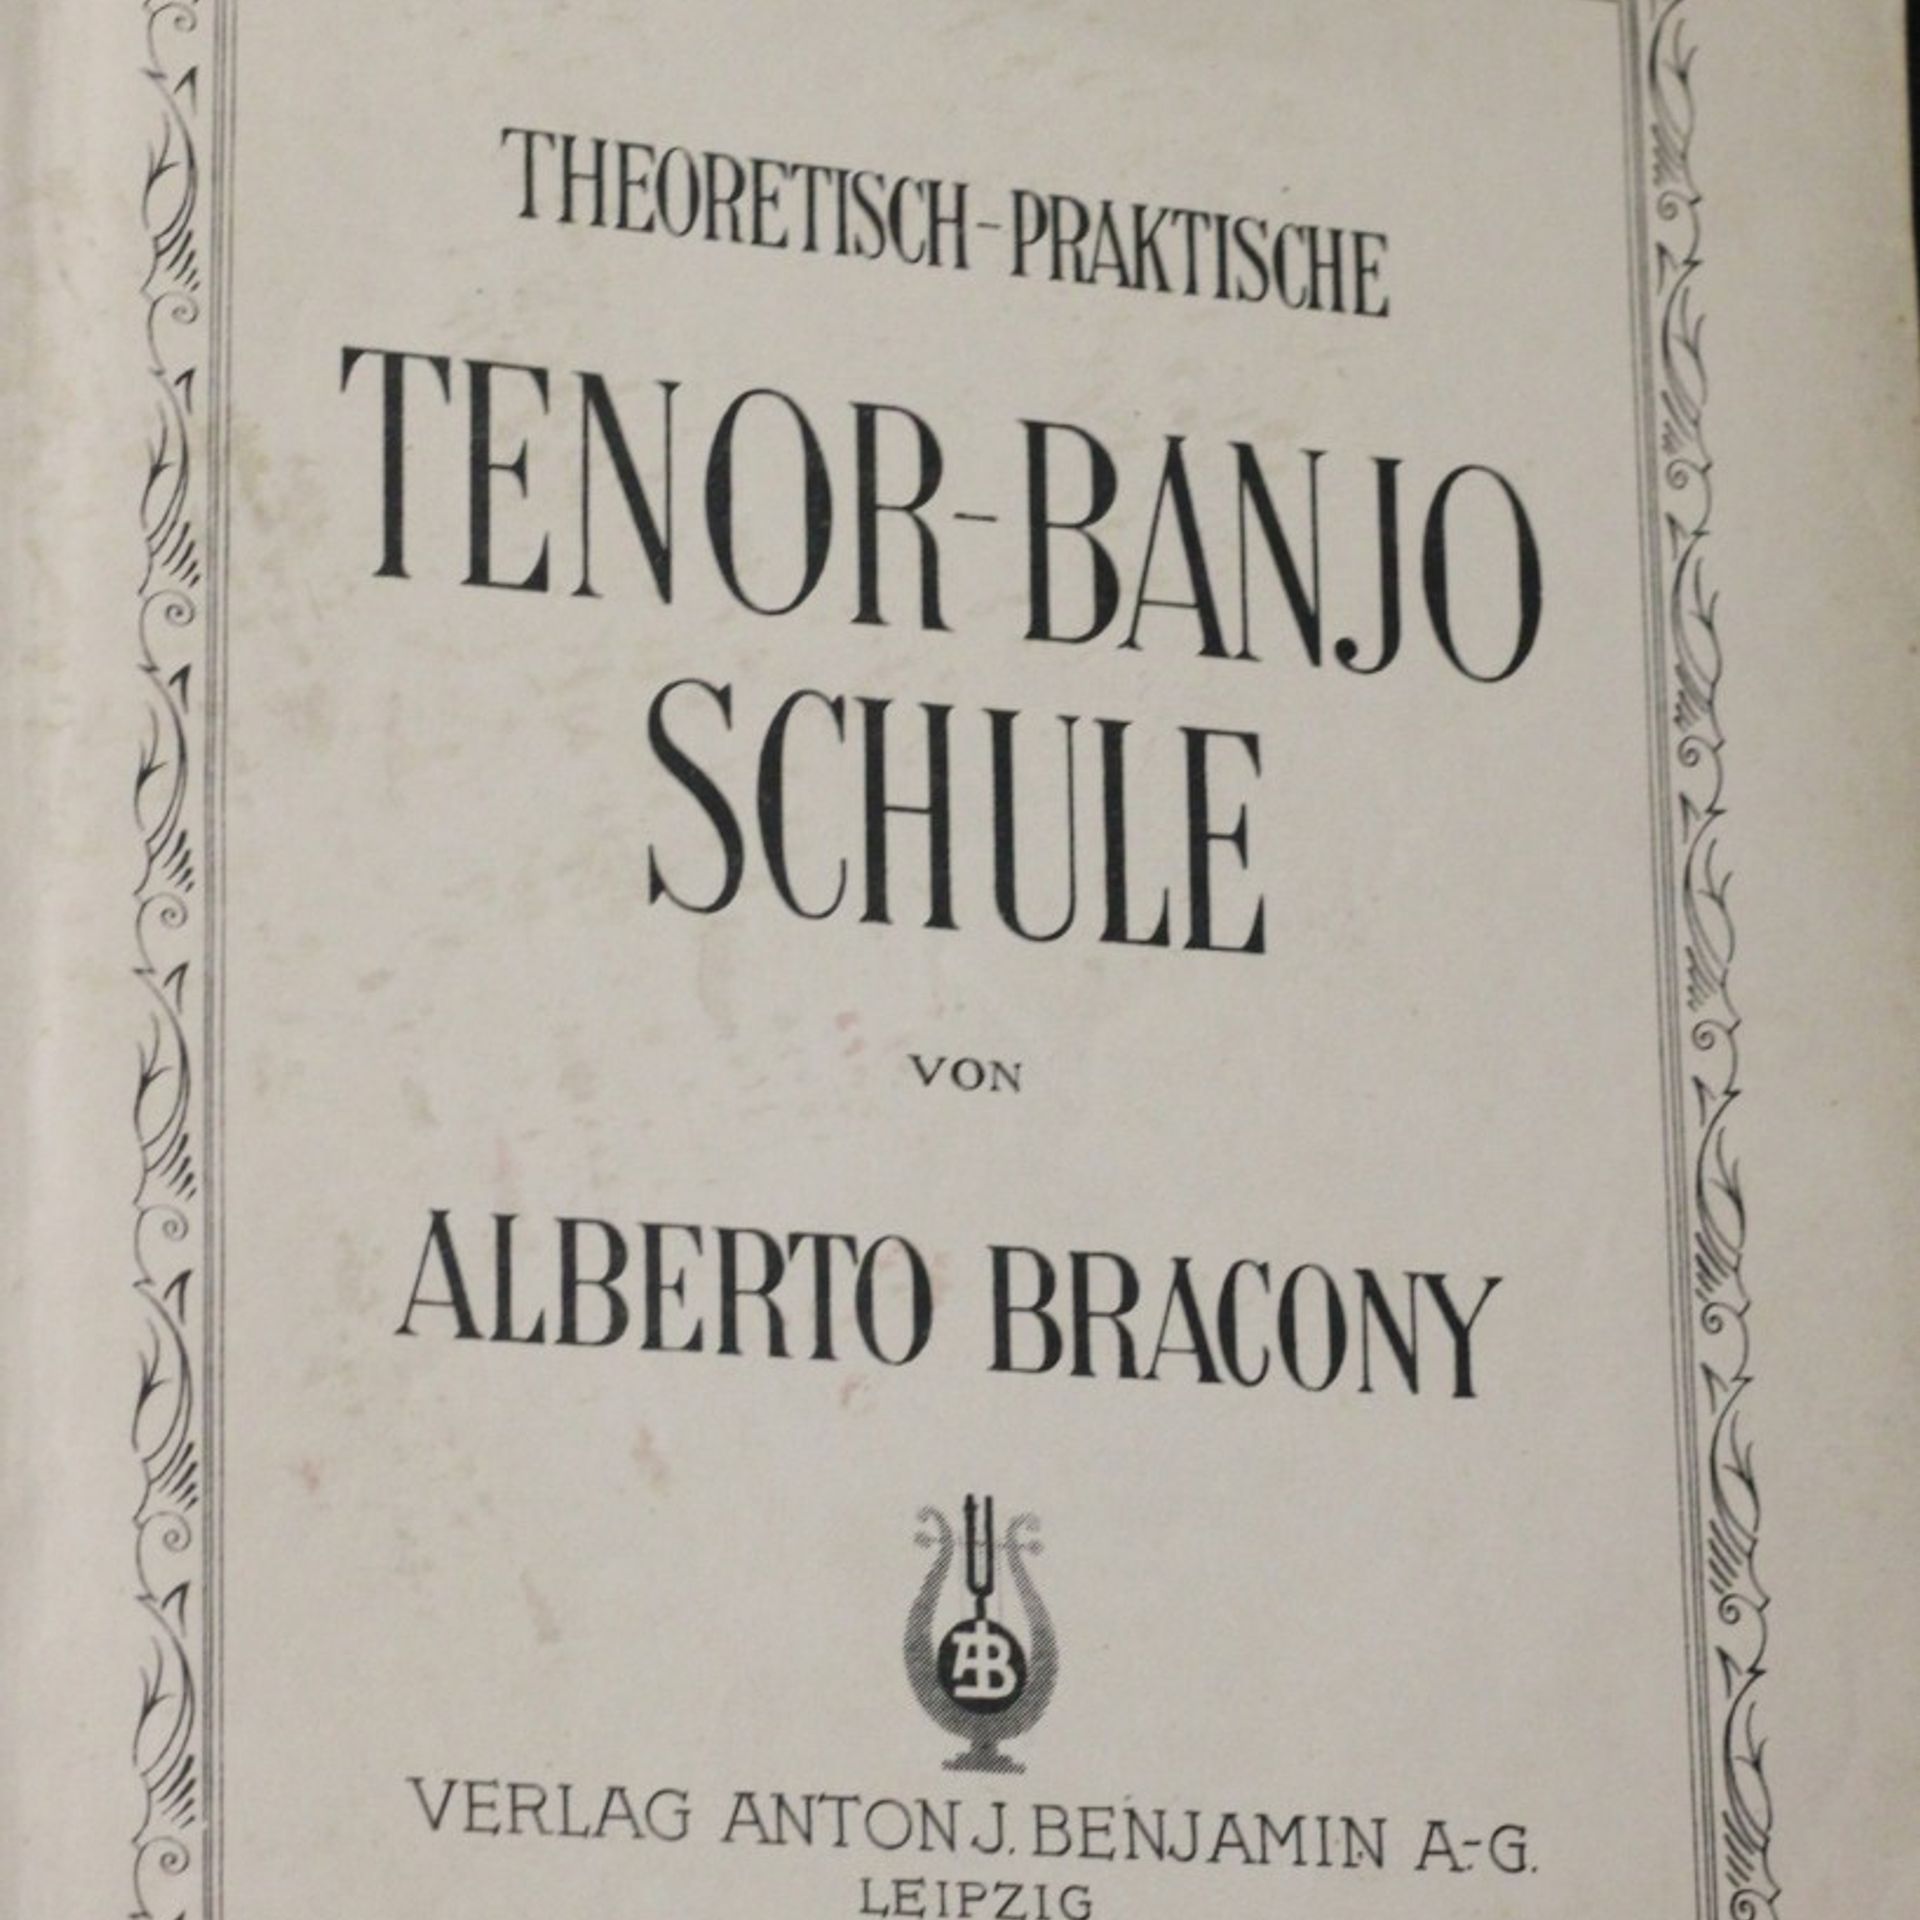 THEORETISCH-PRAKTISCHE
TENOR-BANJO
SCHULE
VON
ALBERTO BRACONY
AB
VERLAG ANTON J. BENJAMIN A.-G.
LEIPZIG